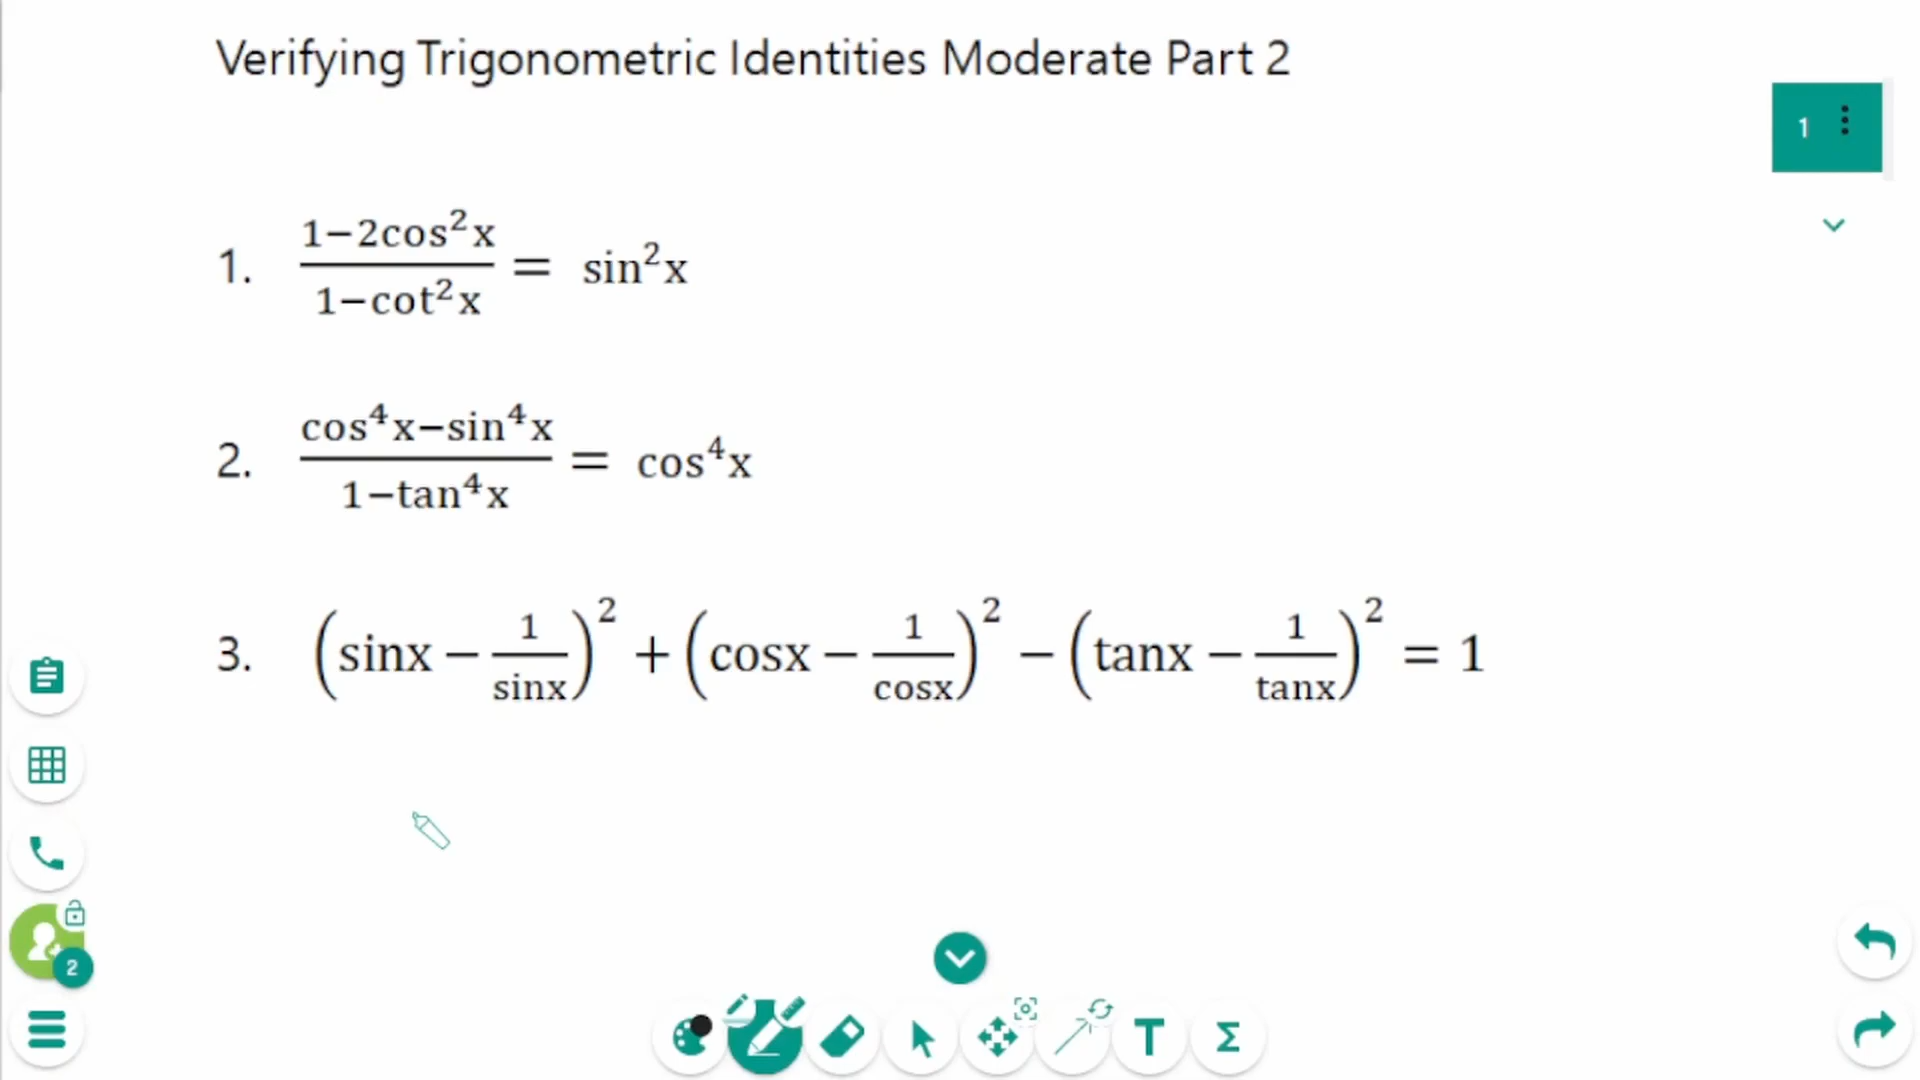 Verifying Trigonometric Identities Moderate Part 2
1
1. (1−2cos²x)/(1−cot²x) = sin²x
2. (cos⁴x−sin⁴x)/(1−tan⁴x) = cos⁴x
3. (sinx − 1/sinx)² + (cosx − 1/cosx)² − (tanx − 1/tanx)² = 1
2
T Σ